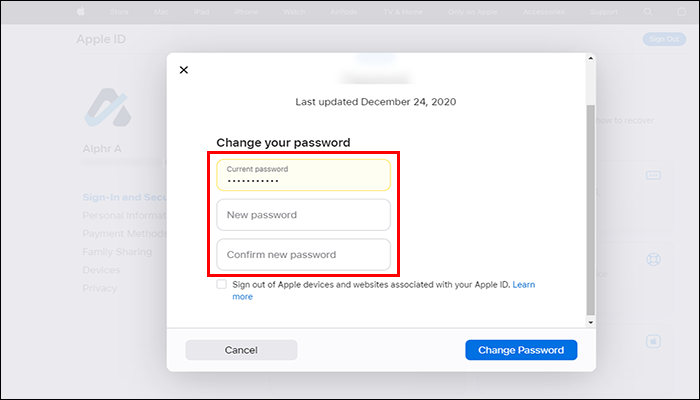 Store Mac iPad iPhone Watch AirPods TV & Home Only on Apple Accessories Support
Apple ID
Sign Out
Last updated December 24, 2020
how to recover
Change your password
Alphr A
Current password
•••••••••••
Sign-In and Secu
New password
Personal Informat
Payment Methods
Family Sharing
Confirm new password
Devices
Privacy
Sign out of Apple devices and websites associated with your Apple ID. Learn
more
Cancel
Change Password